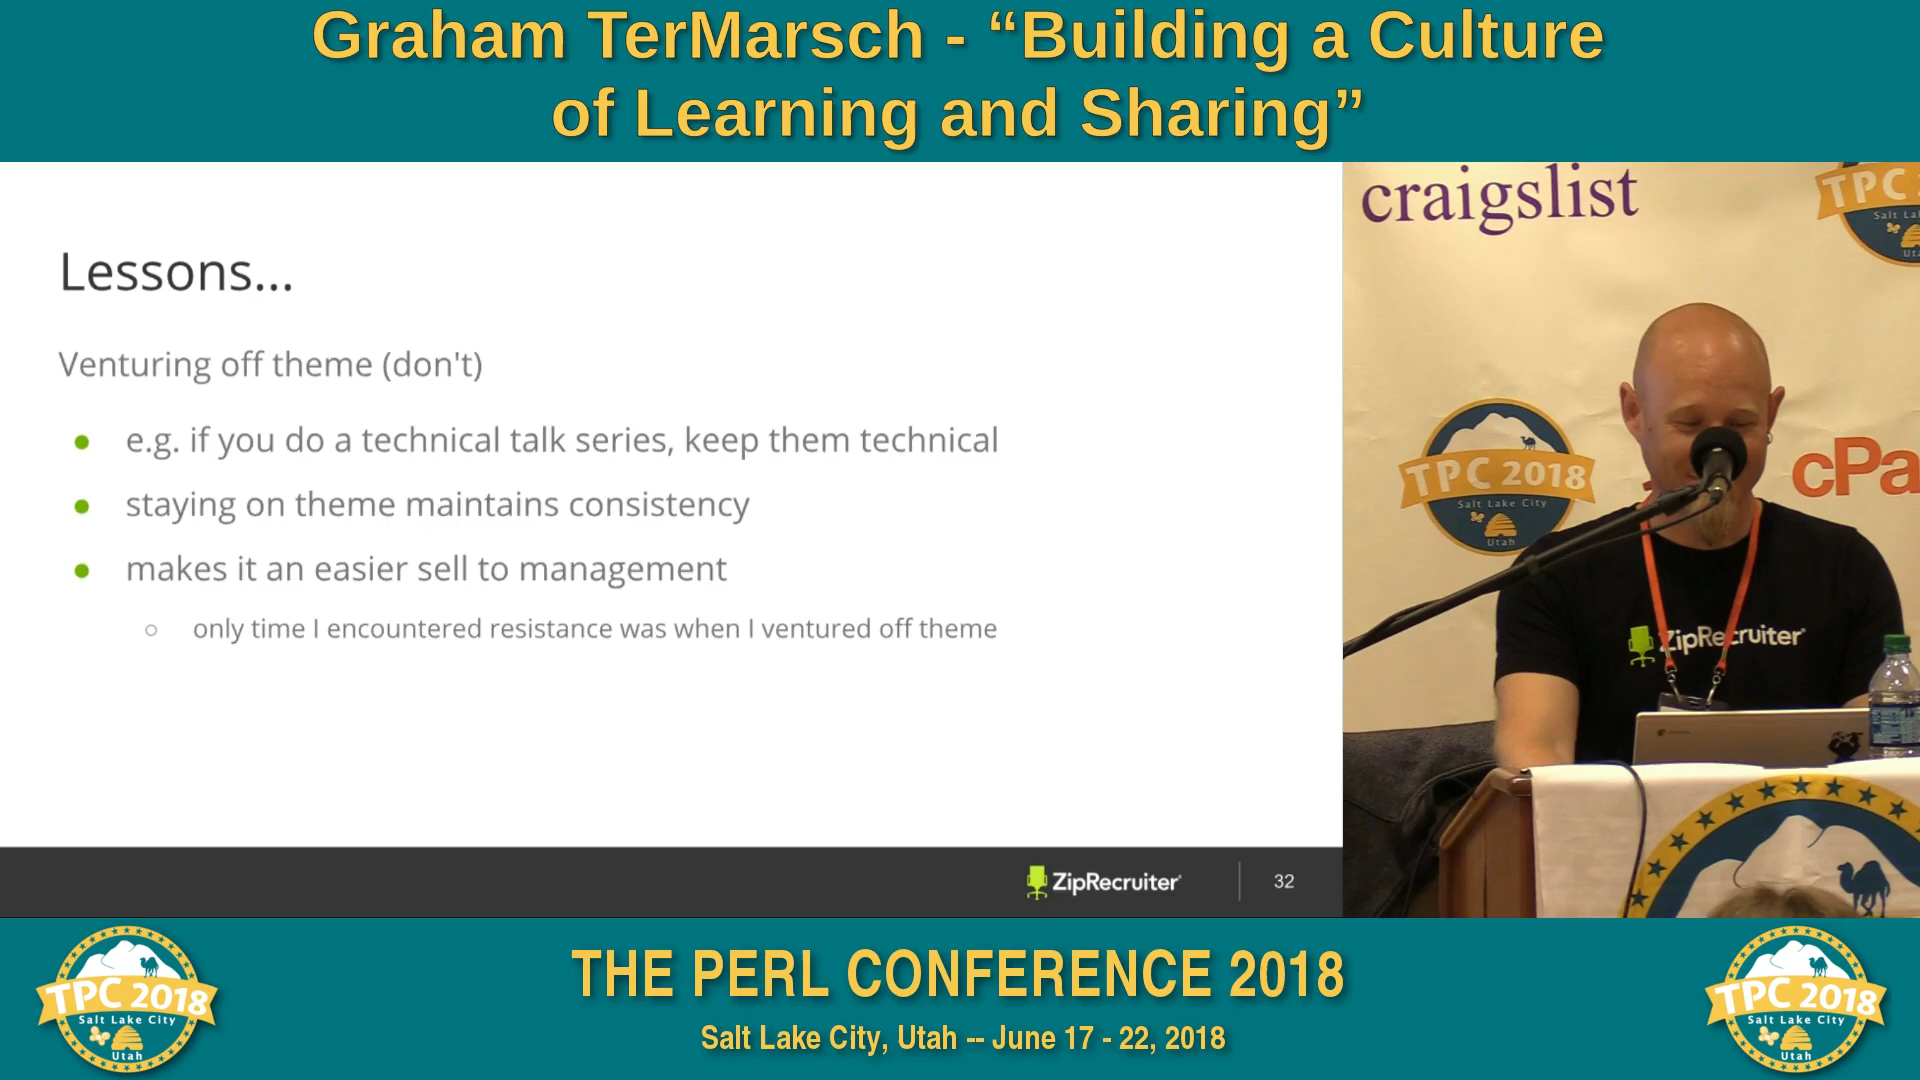 Graham TerMarsch - “Building a Culture
of Learning and Sharing”
Lessons...
Venturing off theme (don't)
e.g. if you do a technical talk series, keep them technical
staying on theme maintains consistency
makes it an easier sell to management
only time I encountered resistance was when I ventured off theme
ZipRecruiter
32
craigslist
TPC
Salt La
TPC 2018
Salt Lake City
Utah
cPa
ZipRecruiter
THE PERL CONFERENCE 2018
Salt Lake City, Utah -- June 17 - 22, 2018
TPC 2018
Salt Lake City
Utah
TPC 2018
Salt Lake City
Utah